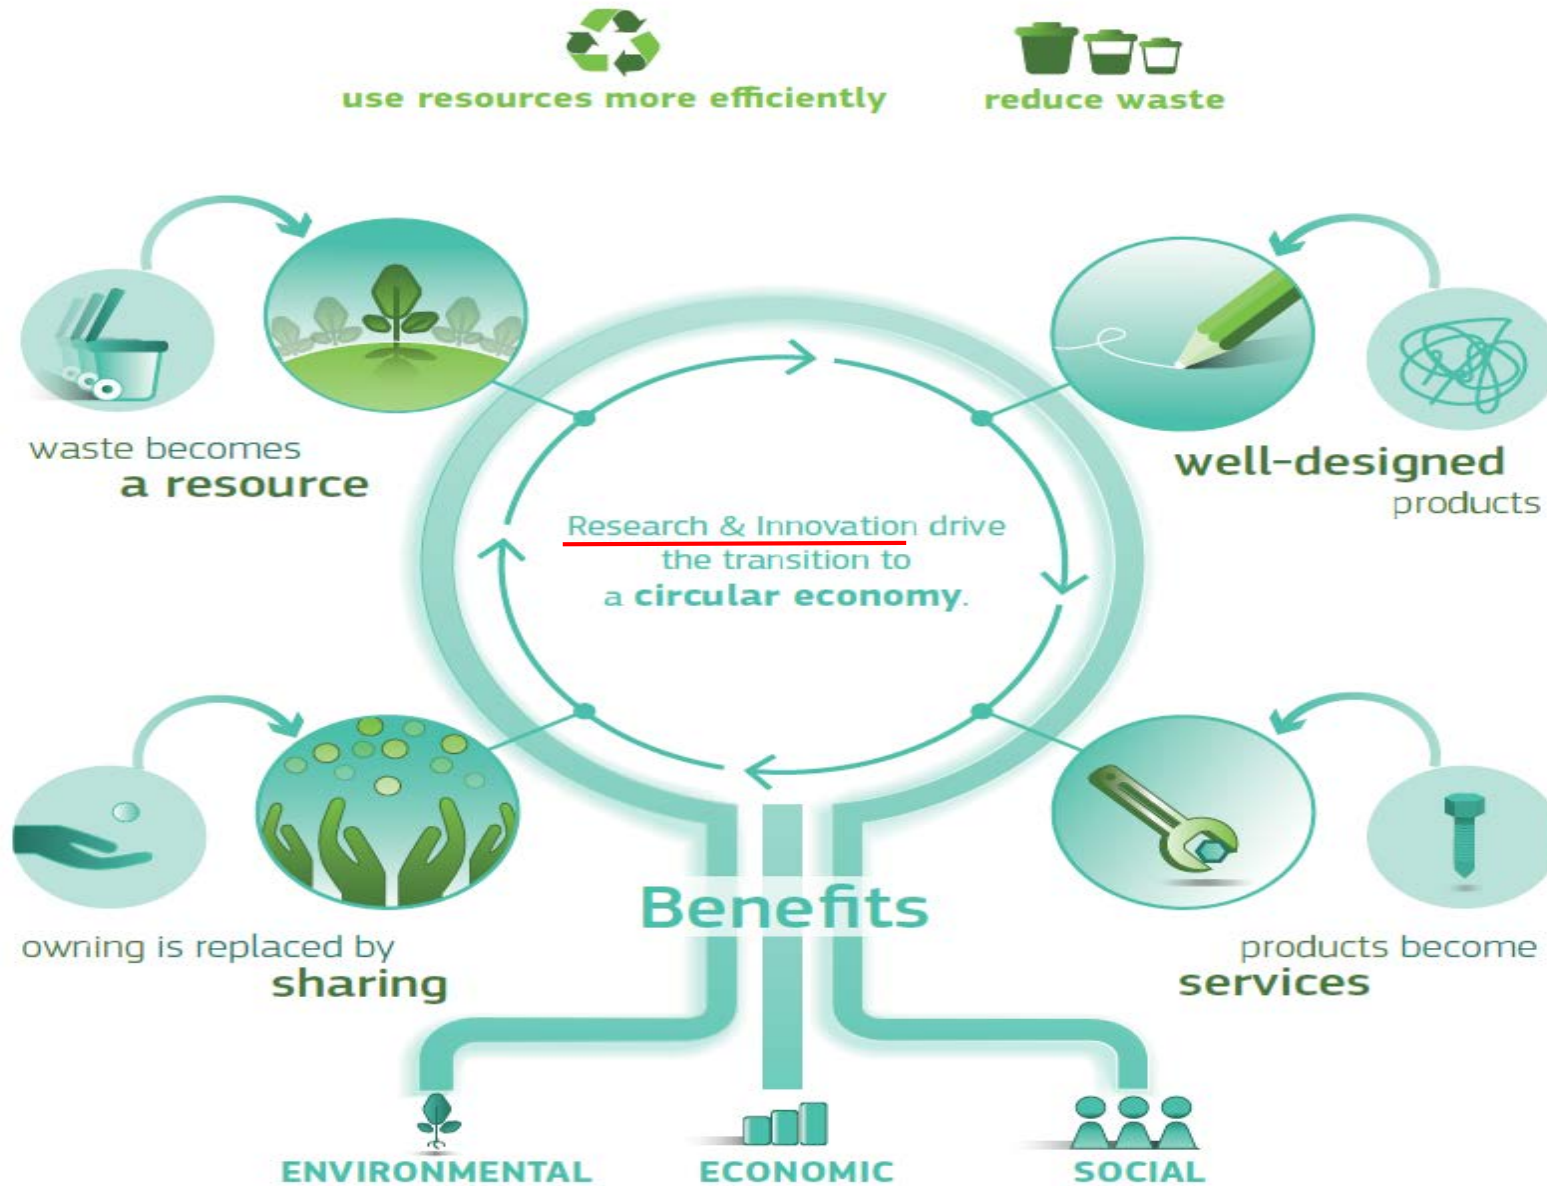 use resources more efficiently
reduce waste
waste becomes
a resource
well-designed
products
Research & Innovation drive
the transition to
a circular economy.
owning is replaced by
sharing
products become
services
Benefits
ENVIRONMENTAL
ECONOMIC
SOCIAL